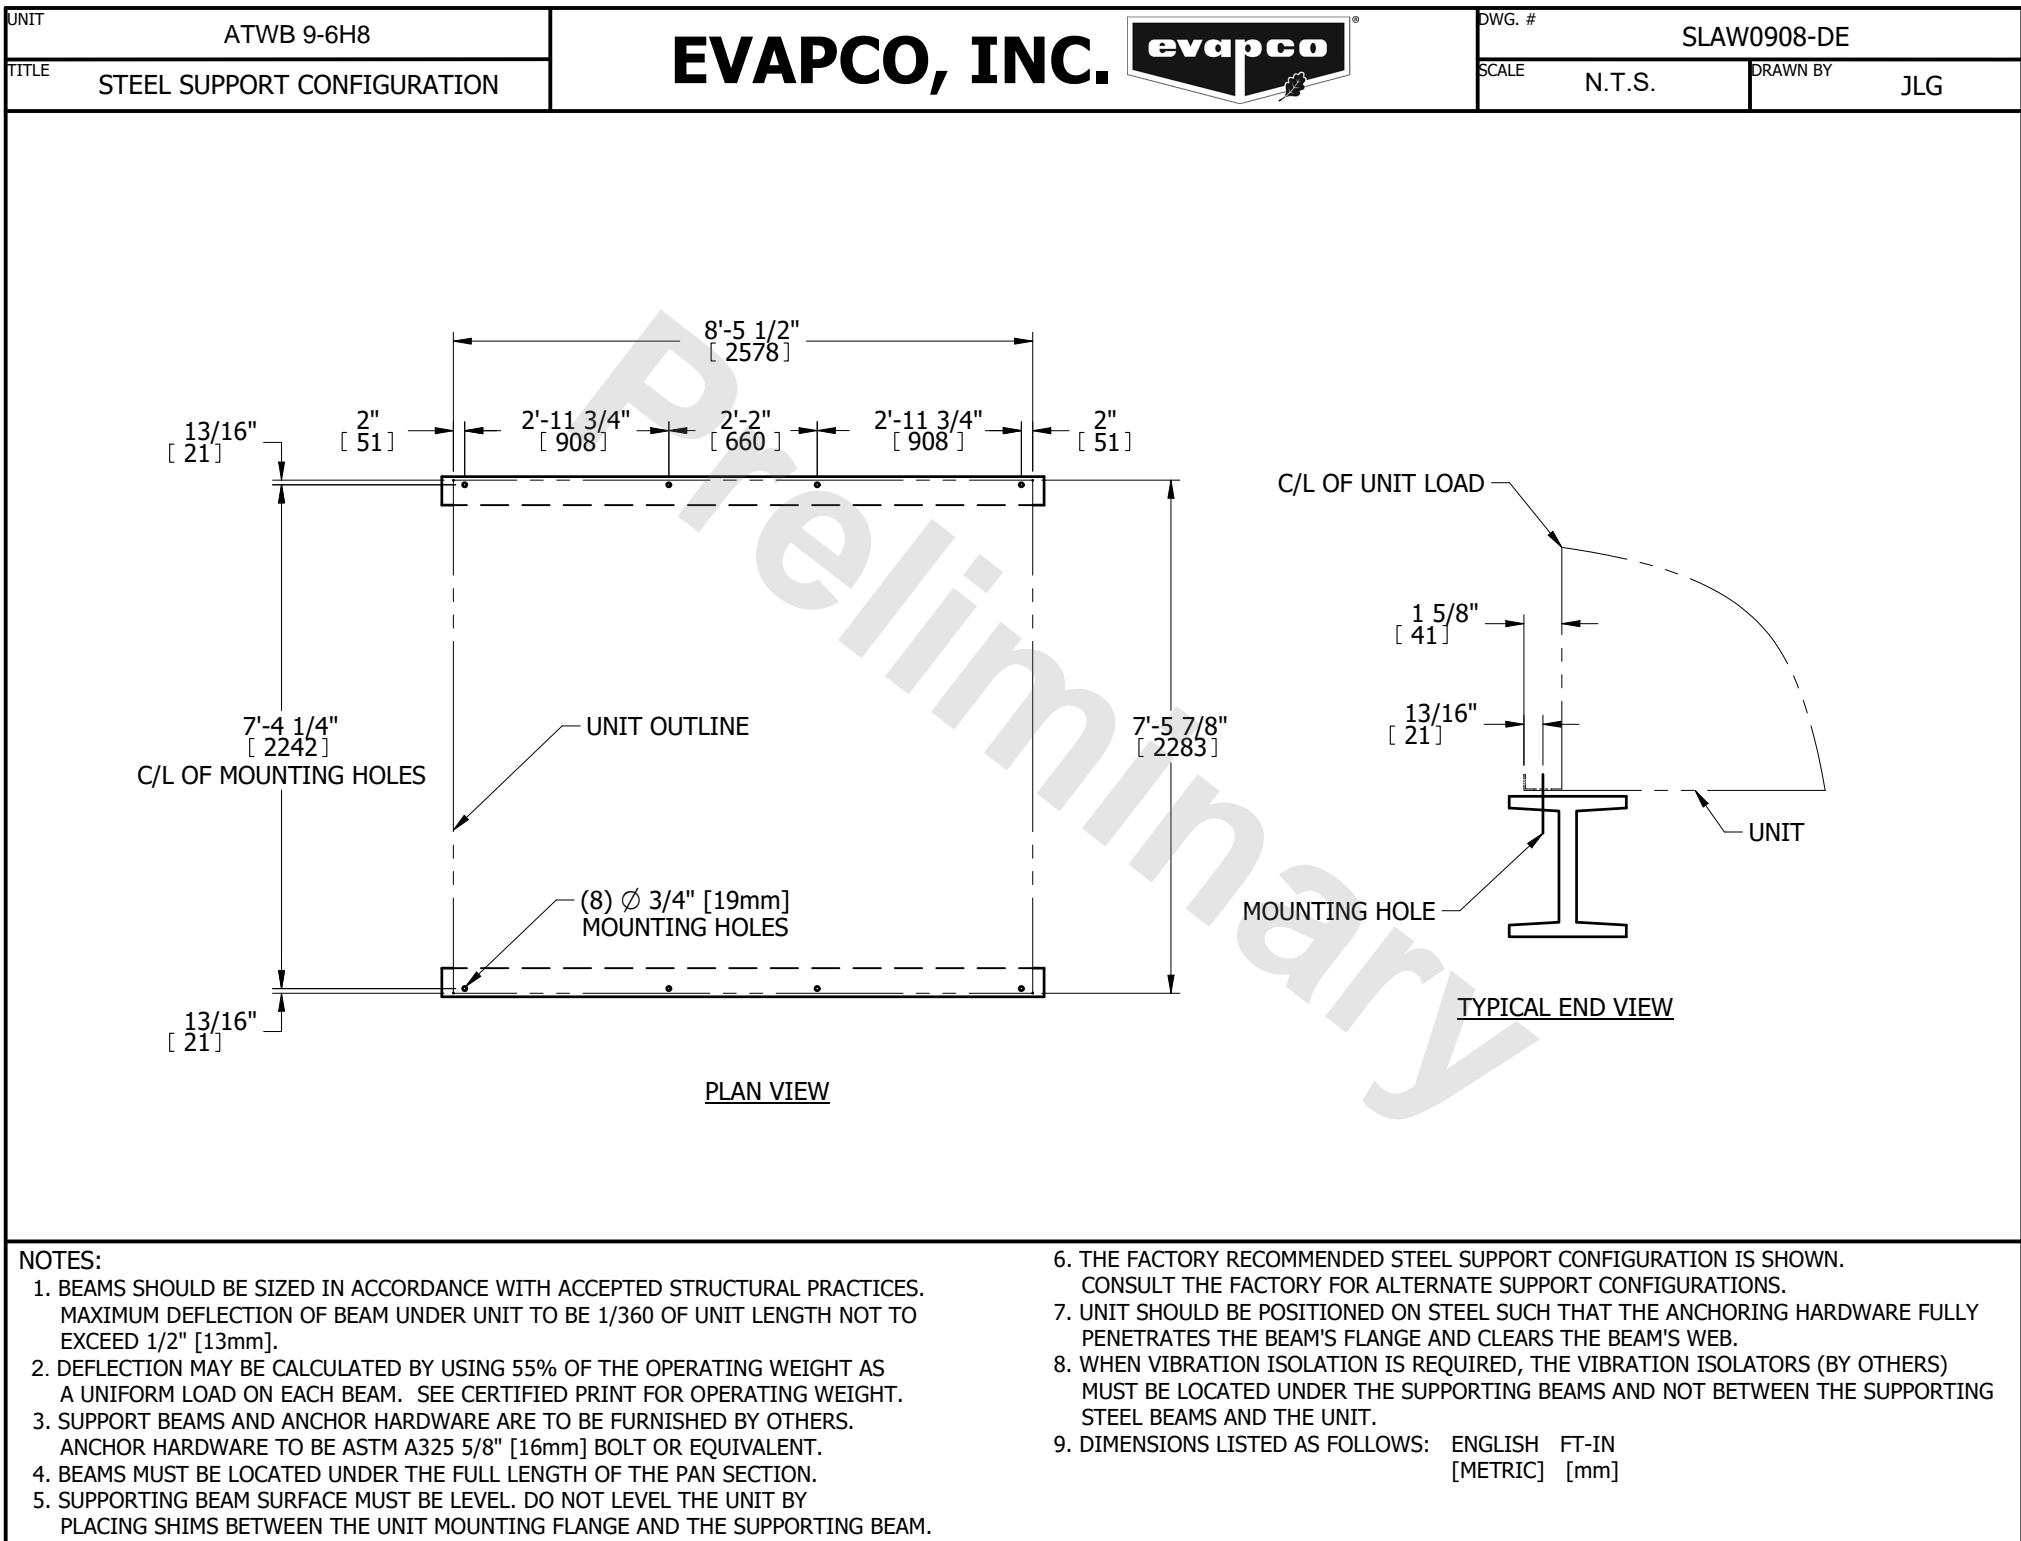 UNIT
ATWB 9-6H8
TITLE
STEEL SUPPORT CONFIGURATION
EVAPCO, INC.
evapco
®
DWG. #
SLAW0908-DE
SCALE
N.T.S.
DRAWN BY
JLG
8'-5 1/2"
[ 2578 ]
13/16"
[ 21 ]
2"
[ 51 ]
2'-11 3/4"
[ 908 ]
2'-2"
[ 660 ]
2'-11 3/4"
[ 908 ]
2"
[ 51 ]
7'-4 1/4"
[ 2242 ]
C/L OF MOUNTING HOLES
UNIT OUTLINE
7'-5 7/8"
[ 2283 ]
(8) ∅ 3/4" [19mm]
MOUNTING HOLES
13/16"
[ 21 ]
PLAN VIEW
C/L OF UNIT LOAD
1 5/8"
[ 41 ]
13/16"
[ 21 ]
UNIT
MOUNTING HOLE
TYPICAL END VIEW
Preliminary
NOTES:
1. BEAMS SHOULD BE SIZED IN ACCORDANCE WITH ACCEPTED STRUCTURAL PRACTICES.
MAXIMUM DEFLECTION OF BEAM UNDER UNIT TO BE 1/360 OF UNIT LENGTH NOT TO
EXCEED 1/2" [13mm].
2. DEFLECTION MAY BE CALCULATED BY USING 55% OF THE OPERATING WEIGHT AS
A UNIFORM LOAD ON EACH BEAM. SEE CERTIFIED PRINT FOR OPERATING WEIGHT.
3. SUPPORT BEAMS AND ANCHOR HARDWARE ARE TO BE FURNISHED BY OTHERS.
ANCHOR HARDWARE TO BE ASTM A325 5/8" [16mm] BOLT OR EQUIVALENT.
4. BEAMS MUST BE LOCATED UNDER THE FULL LENGTH OF THE PAN SECTION.
5. SUPPORTING BEAM SURFACE MUST BE LEVEL. DO NOT LEVEL THE UNIT BY
PLACING SHIMS BETWEEN THE UNIT MOUNTING FLANGE AND THE SUPPORTING BEAM.
6. THE FACTORY RECOMMENDED STEEL SUPPORT CONFIGURATION IS SHOWN.
CONSULT THE FACTORY FOR ALTERNATE SUPPORT CONFIGURATIONS.
7. UNIT SHOULD BE POSITIONED ON STEEL SUCH THAT THE ANCHORING HARDWARE FULLY
PENETRATES THE BEAM'S FLANGE AND CLEARS THE BEAM'S WEB.
8. WHEN VIBRATION ISOLATION IS REQUIRED, THE VIBRATION ISOLATORS (BY OTHERS)
MUST BE LOCATED UNDER THE SUPPORTING BEAMS AND NOT BETWEEN THE SUPPORTING
STEEL BEAMS AND THE UNIT.
9. DIMENSIONS LISTED AS FOLLOWS: ENGLISH FT-IN
[METRIC] [mm]